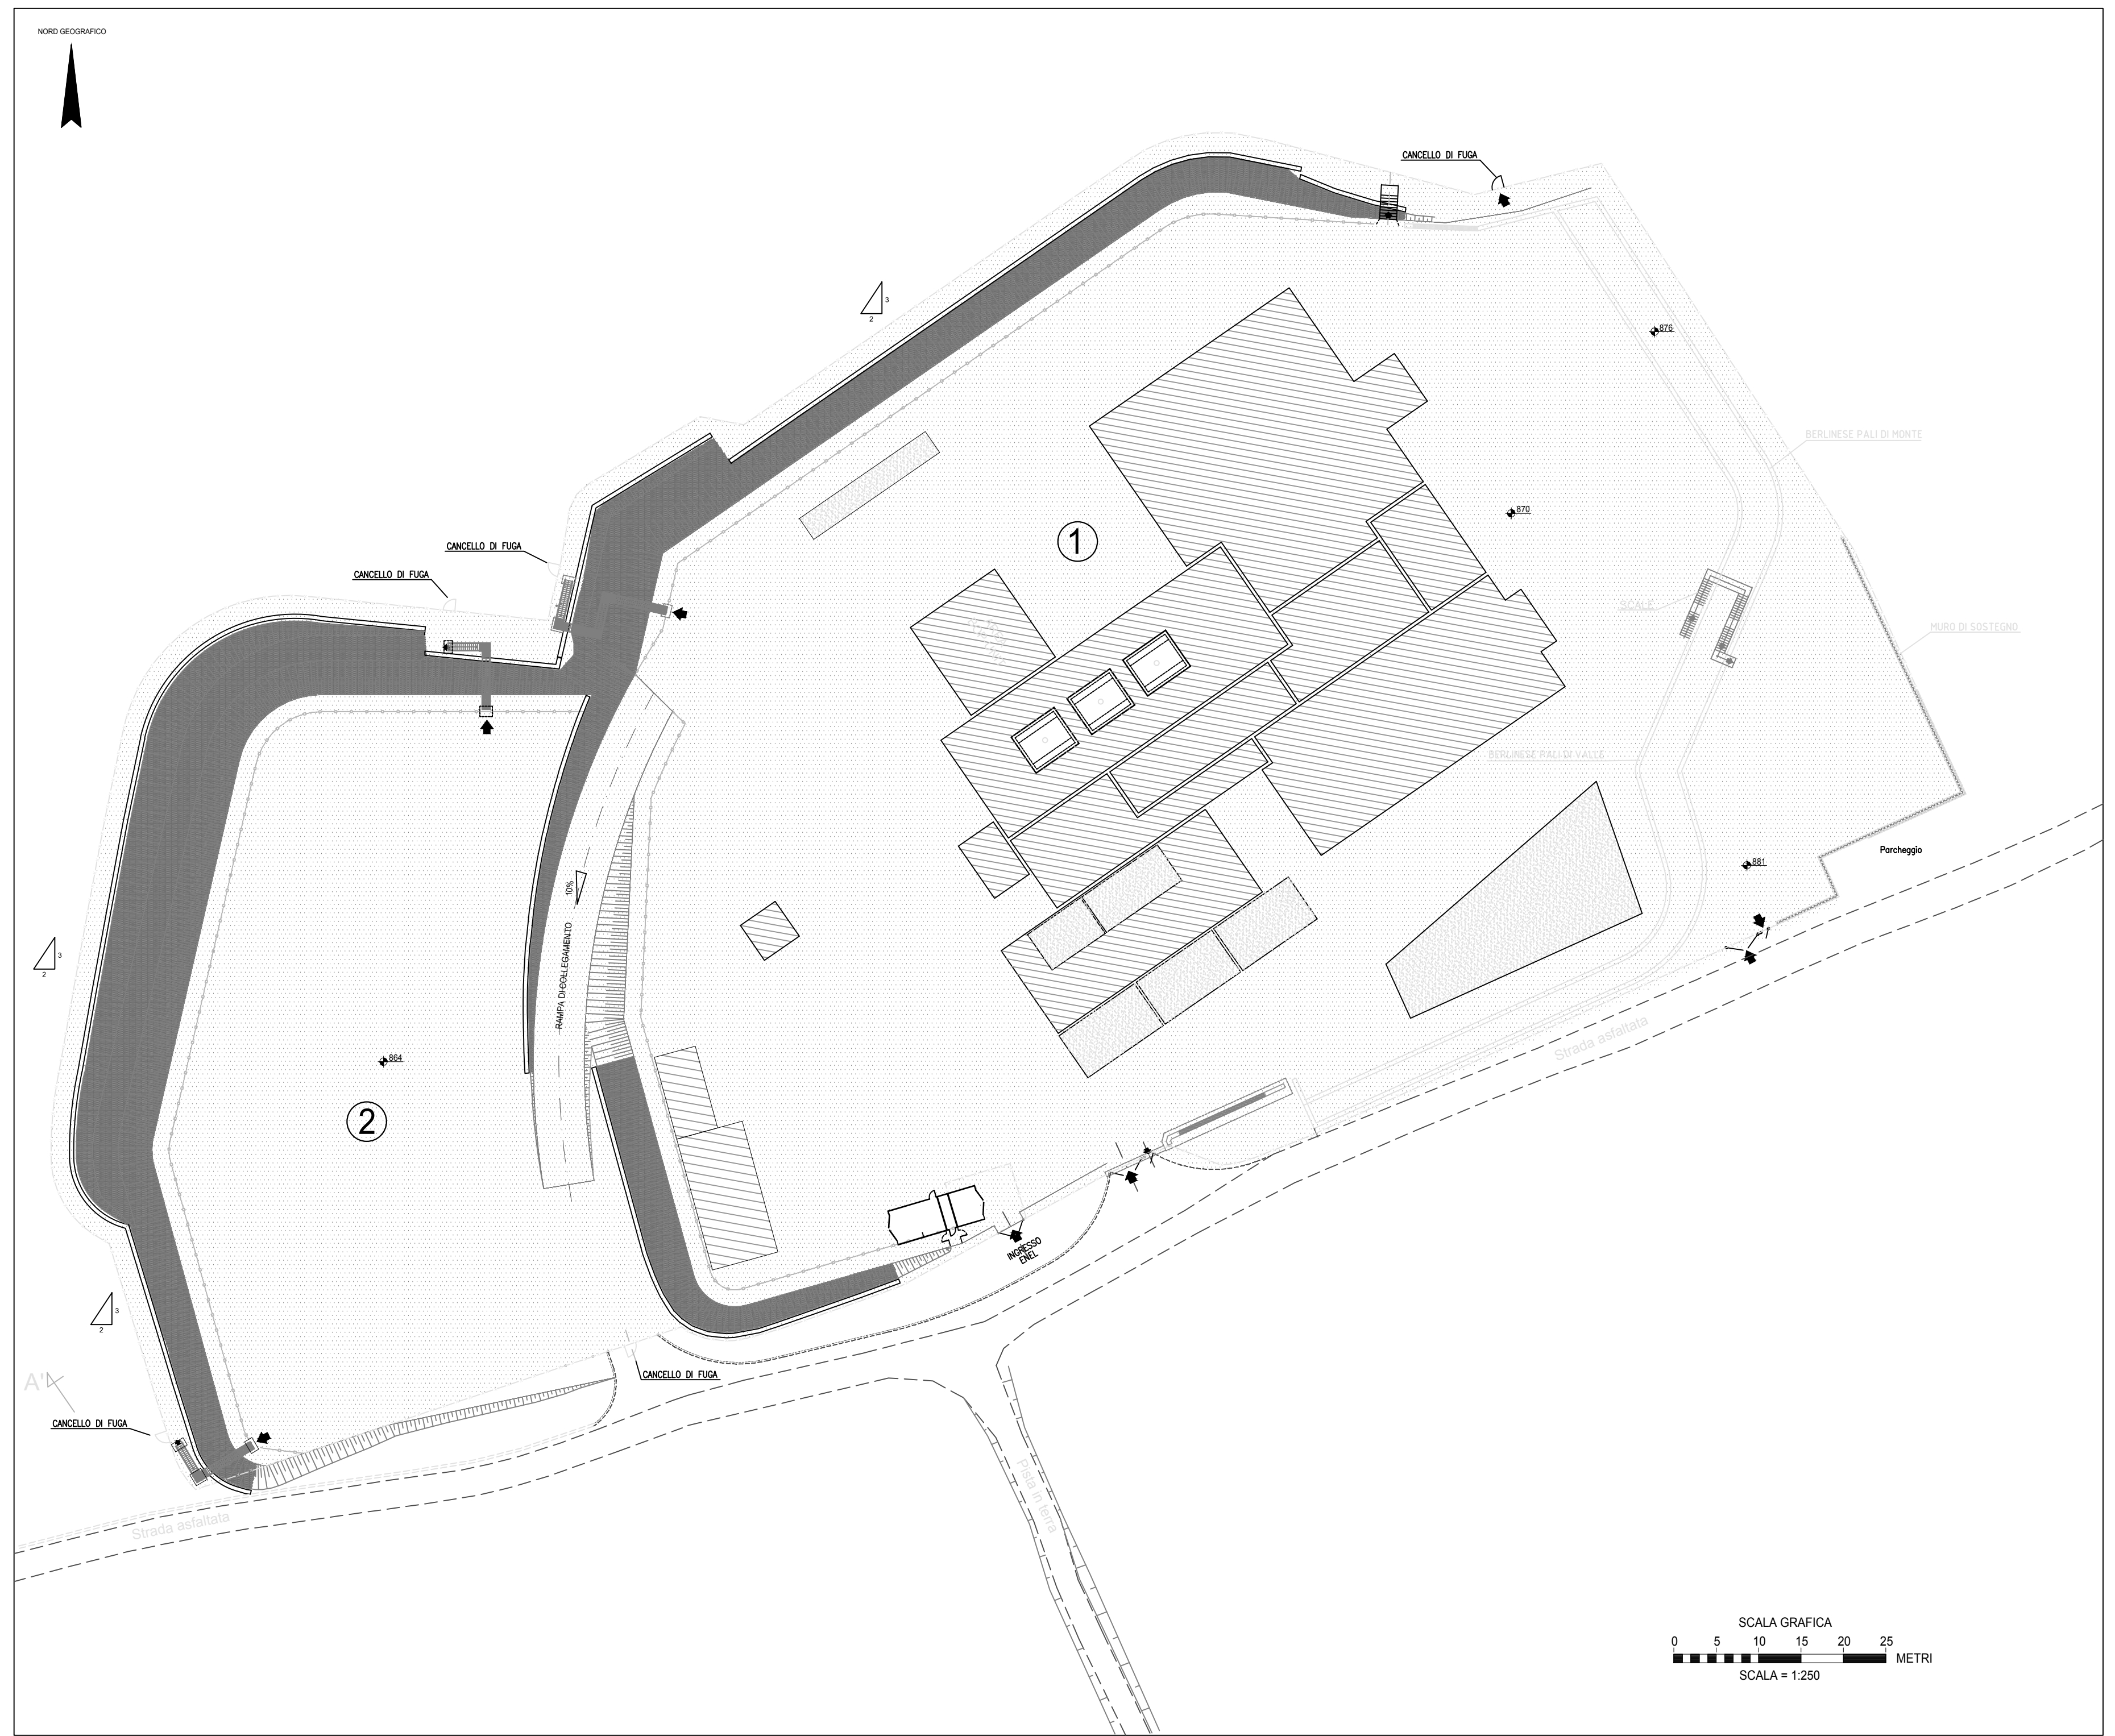 NORD GEOGRAFICO
CANCELLO DI FUGA
3
2
876
BERLINESE PALI DI MONTE
870
1
CANCELLO DI FUGA
CANCELLO DI FUGA
SCALE
MURO DI SOSTEGNO
BERLINESE PALI DI VALLE
Parcheggio
881
10%
RAMPA DI COLLEGAMENTO
3
2
864
2
Strada asfaltata
INGRESSO
ENEL
3
2
CANCELLO DI FUGA
A'
CANCELLO DI FUGA
Strada asfaltata
Pista in terra
SCALA GRAFICA
0 5 10 15 20 25
METRI
SCALA = 1:250